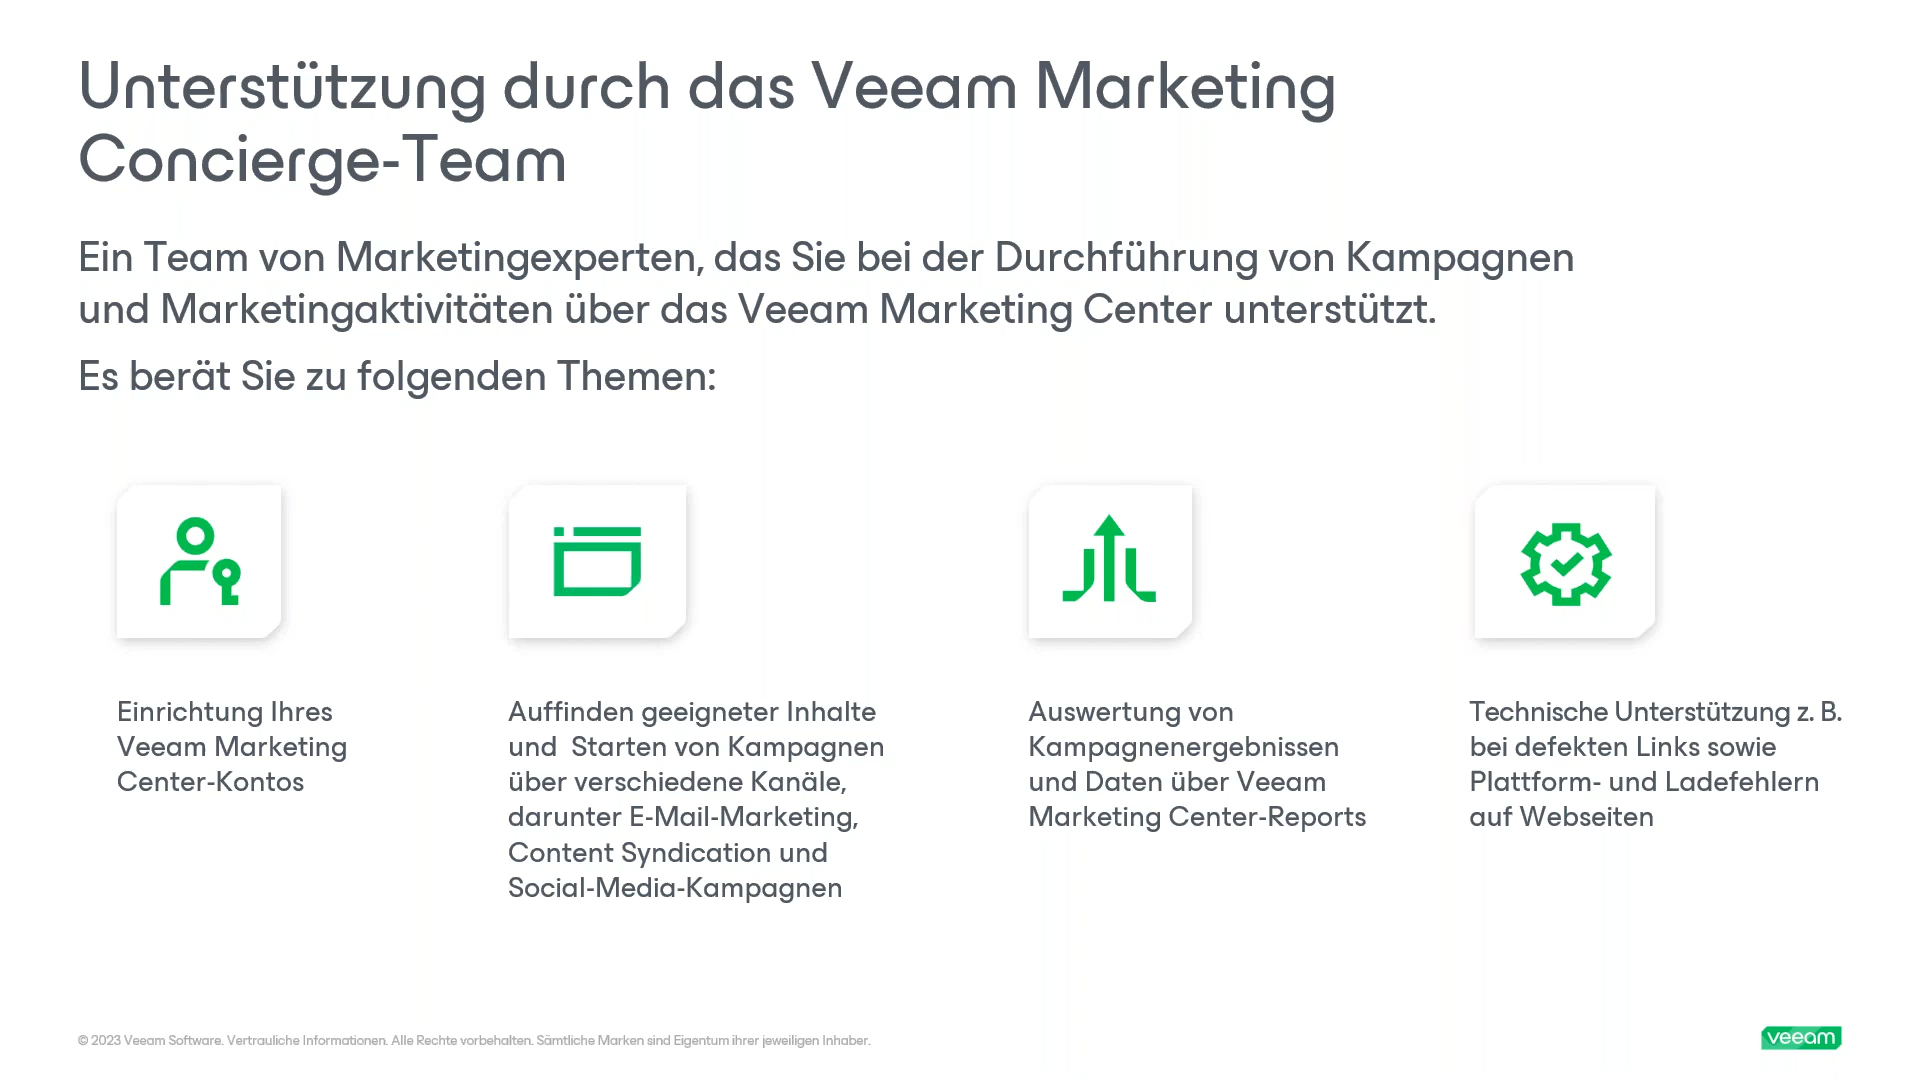 Unterstützung durch das Veeam Marketing
Concierge-Team
Ein Team von Marketingexperten, das Sie bei der Durchführung von Kampagnen
und Marketingaktivitäten über das Veeam Marketing Center unterstützt.
Es berät Sie zu folgenden Themen:
Einrichtung Ihres
Veeam Marketing
Center-Kontos
Auffinden geeigneter Inhalte
und  Starten von Kampagnen
über verschiedene Kanäle,
darunter E-Mail-Marketing,
Content Syndication und
Social-Media-Kampagnen
Auswertung von
Kampagnenergebnissen
und Daten über Veeam
Marketing Center-Reports
Technische Unterstützung z. B.
bei defekten Links sowie
Plattform- und Ladefehlern
auf Webseiten
© 2023 Veeam Software. Vertrauliche Informationen. Alle Rechte vorbehalten. Sämtliche Marken sind Eigentum ihrer jeweiligen Inhaber.
veeam